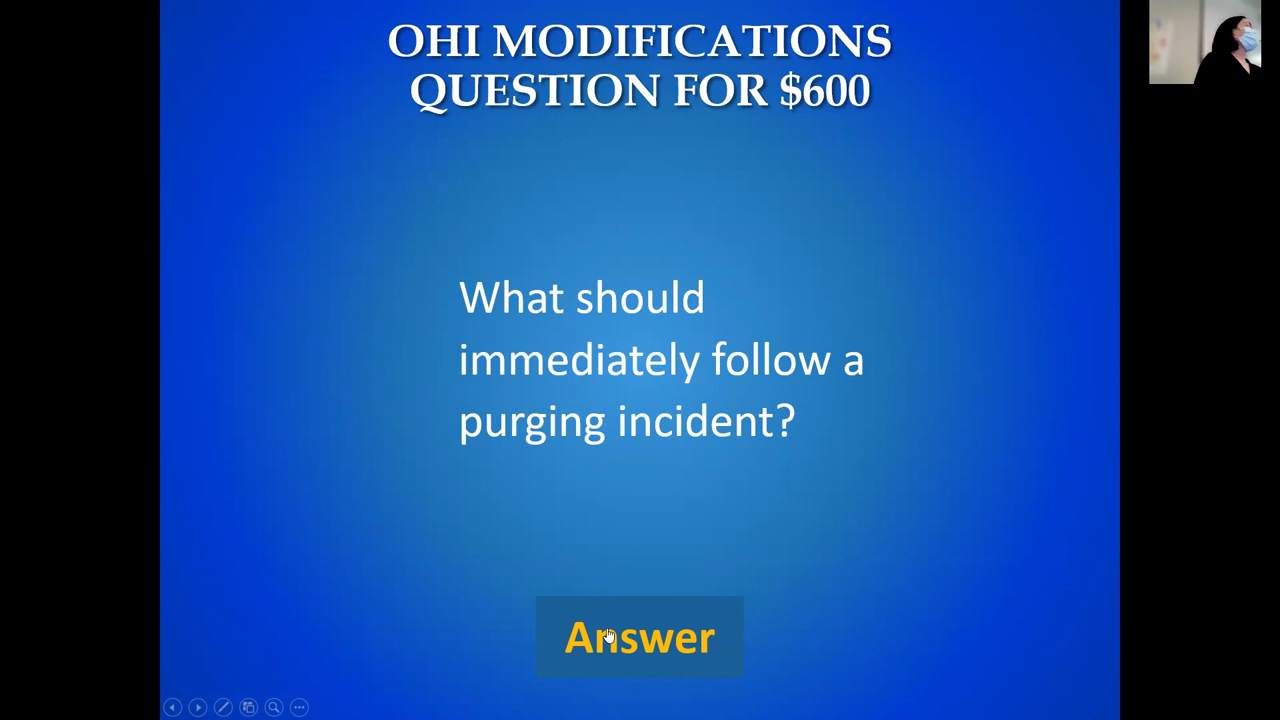 OHI MODIFICATIONS
QUESTION FOR $600
What should
immediately follow a
purging incident?
Answer